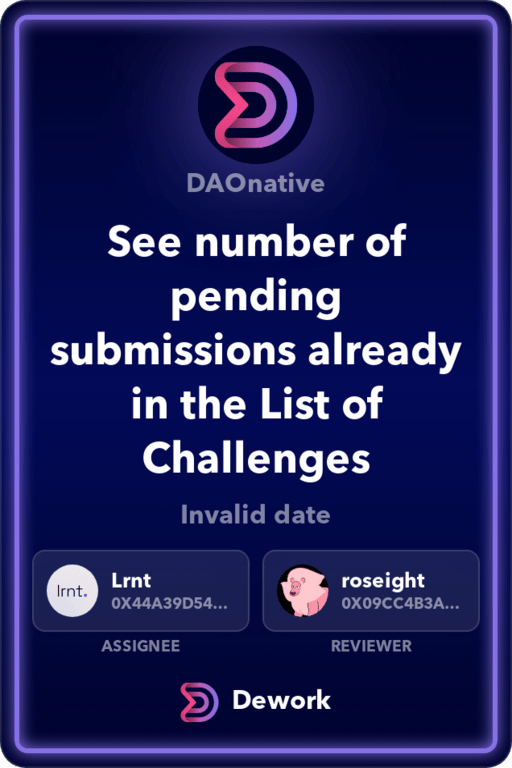 DAOnative
See number of
pending
submissions already
in the List of
Challenges
Invalid date
lrnt.
Lrnt
0X44A39D54...
roseight
0X09CC4B3A...
ASSIGNEE
REVIEWER
Dework